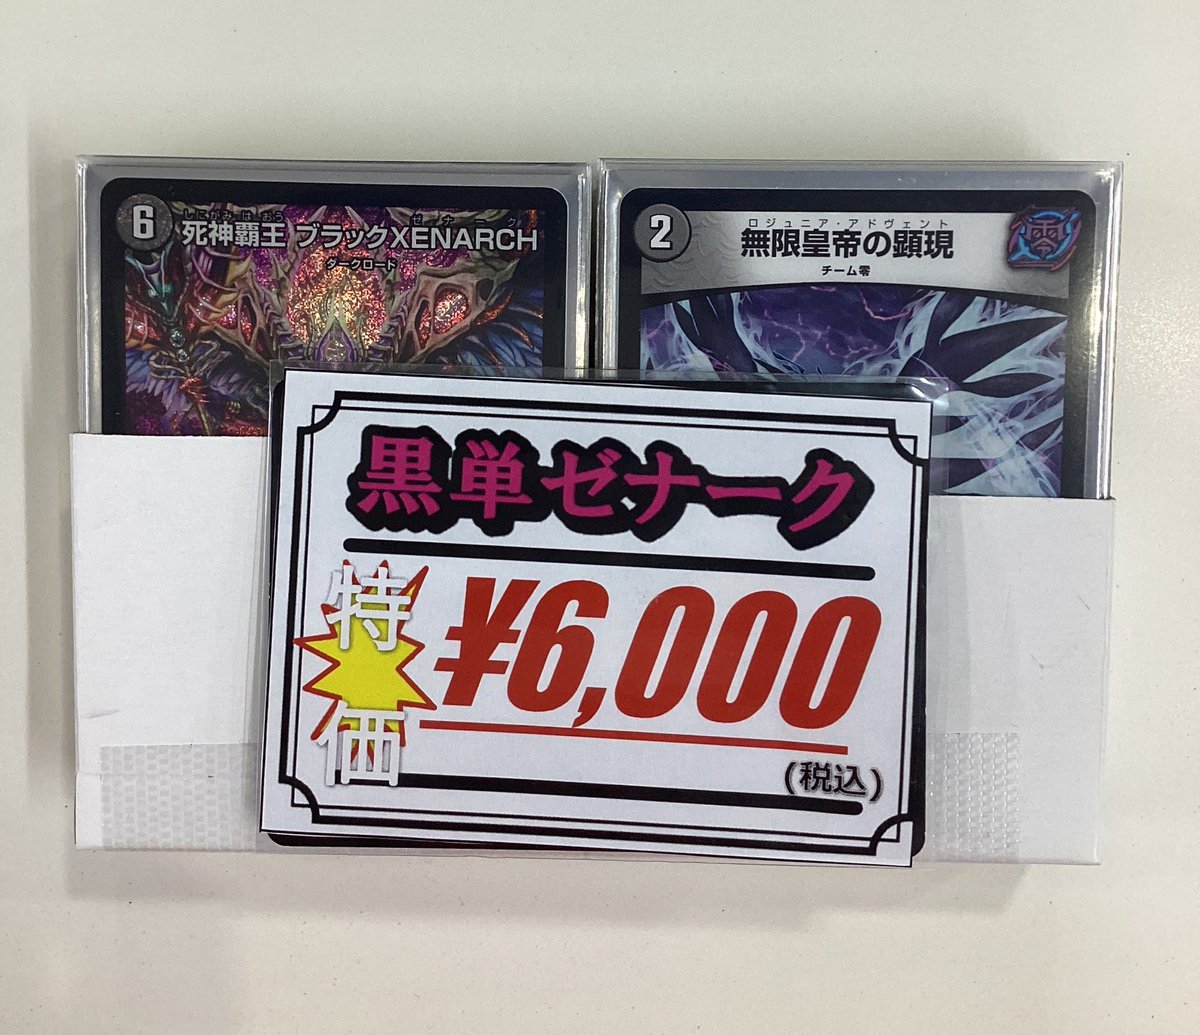 6
しにがみ はおう ゼナーク
死神覇王 ブラックXENARCH
ダークロード
2
ロジュニア・アドヴェント
無限皇帝の顕現
チーム零
零
黒単ゼナーク
特価
¥6,000
(税込)